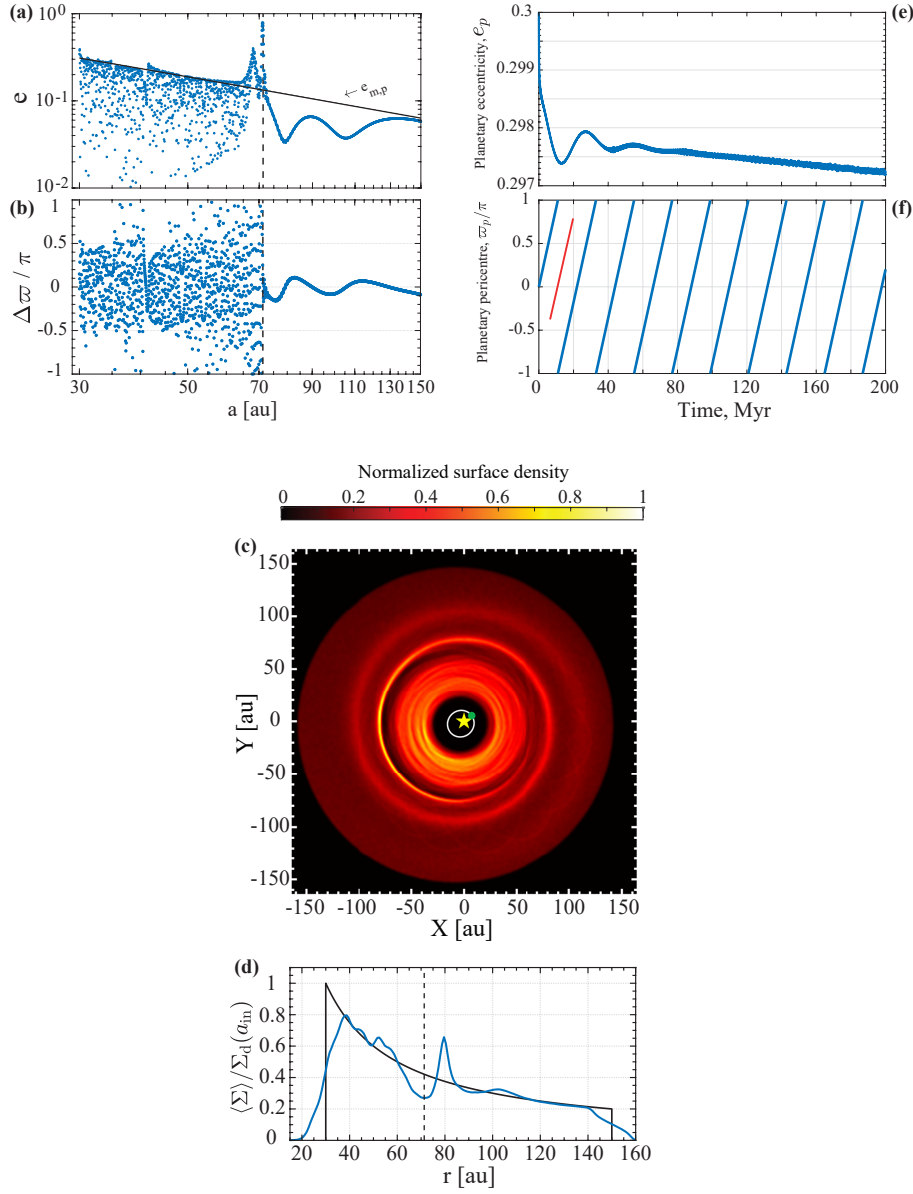 (a)
10^0
10^-1
10^-2
e
← e_{m,p}
(b)
1
0.5
0
-0.5
-1
Δϖ / π
30 50 70 90 110 130 150
a [au]
(e)
0.3
0.299
0.298
0.297
Planetary eccentricity, e_p
(f)
1
0.5
0
-0.5
-1
Planetary pericentre, ϖ_p/π
0 40 80 120 160 200
Time, Myr
Normalized surface density
0 0.2 0.4 0.6 0.8 1
(c)
150
100
50
0
-50
-100
-150
Y [au]
-150 -100 -50 0 50 100 150
X [au]
(d)
1
0.8
0.6
0.4
0.2
0
⟨Σ⟩/Σ_d(a_in)
20 40 60 80 100 120 140 160
r [au]